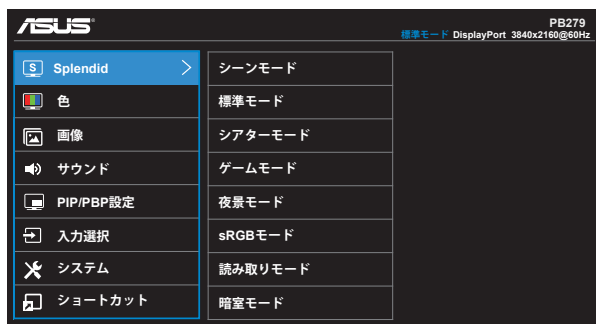 ASUS
PB279
標準モード DisplayPort 3840x2160@60Hz
S Splendid
色
画像
サウンド
PIP/PBP設定
入力選択
システム
ショートカット
シーンモード
標準モード
シアターモード
ゲームモード
夜景モード
sRGBモード
読み取りモード
暗室モード